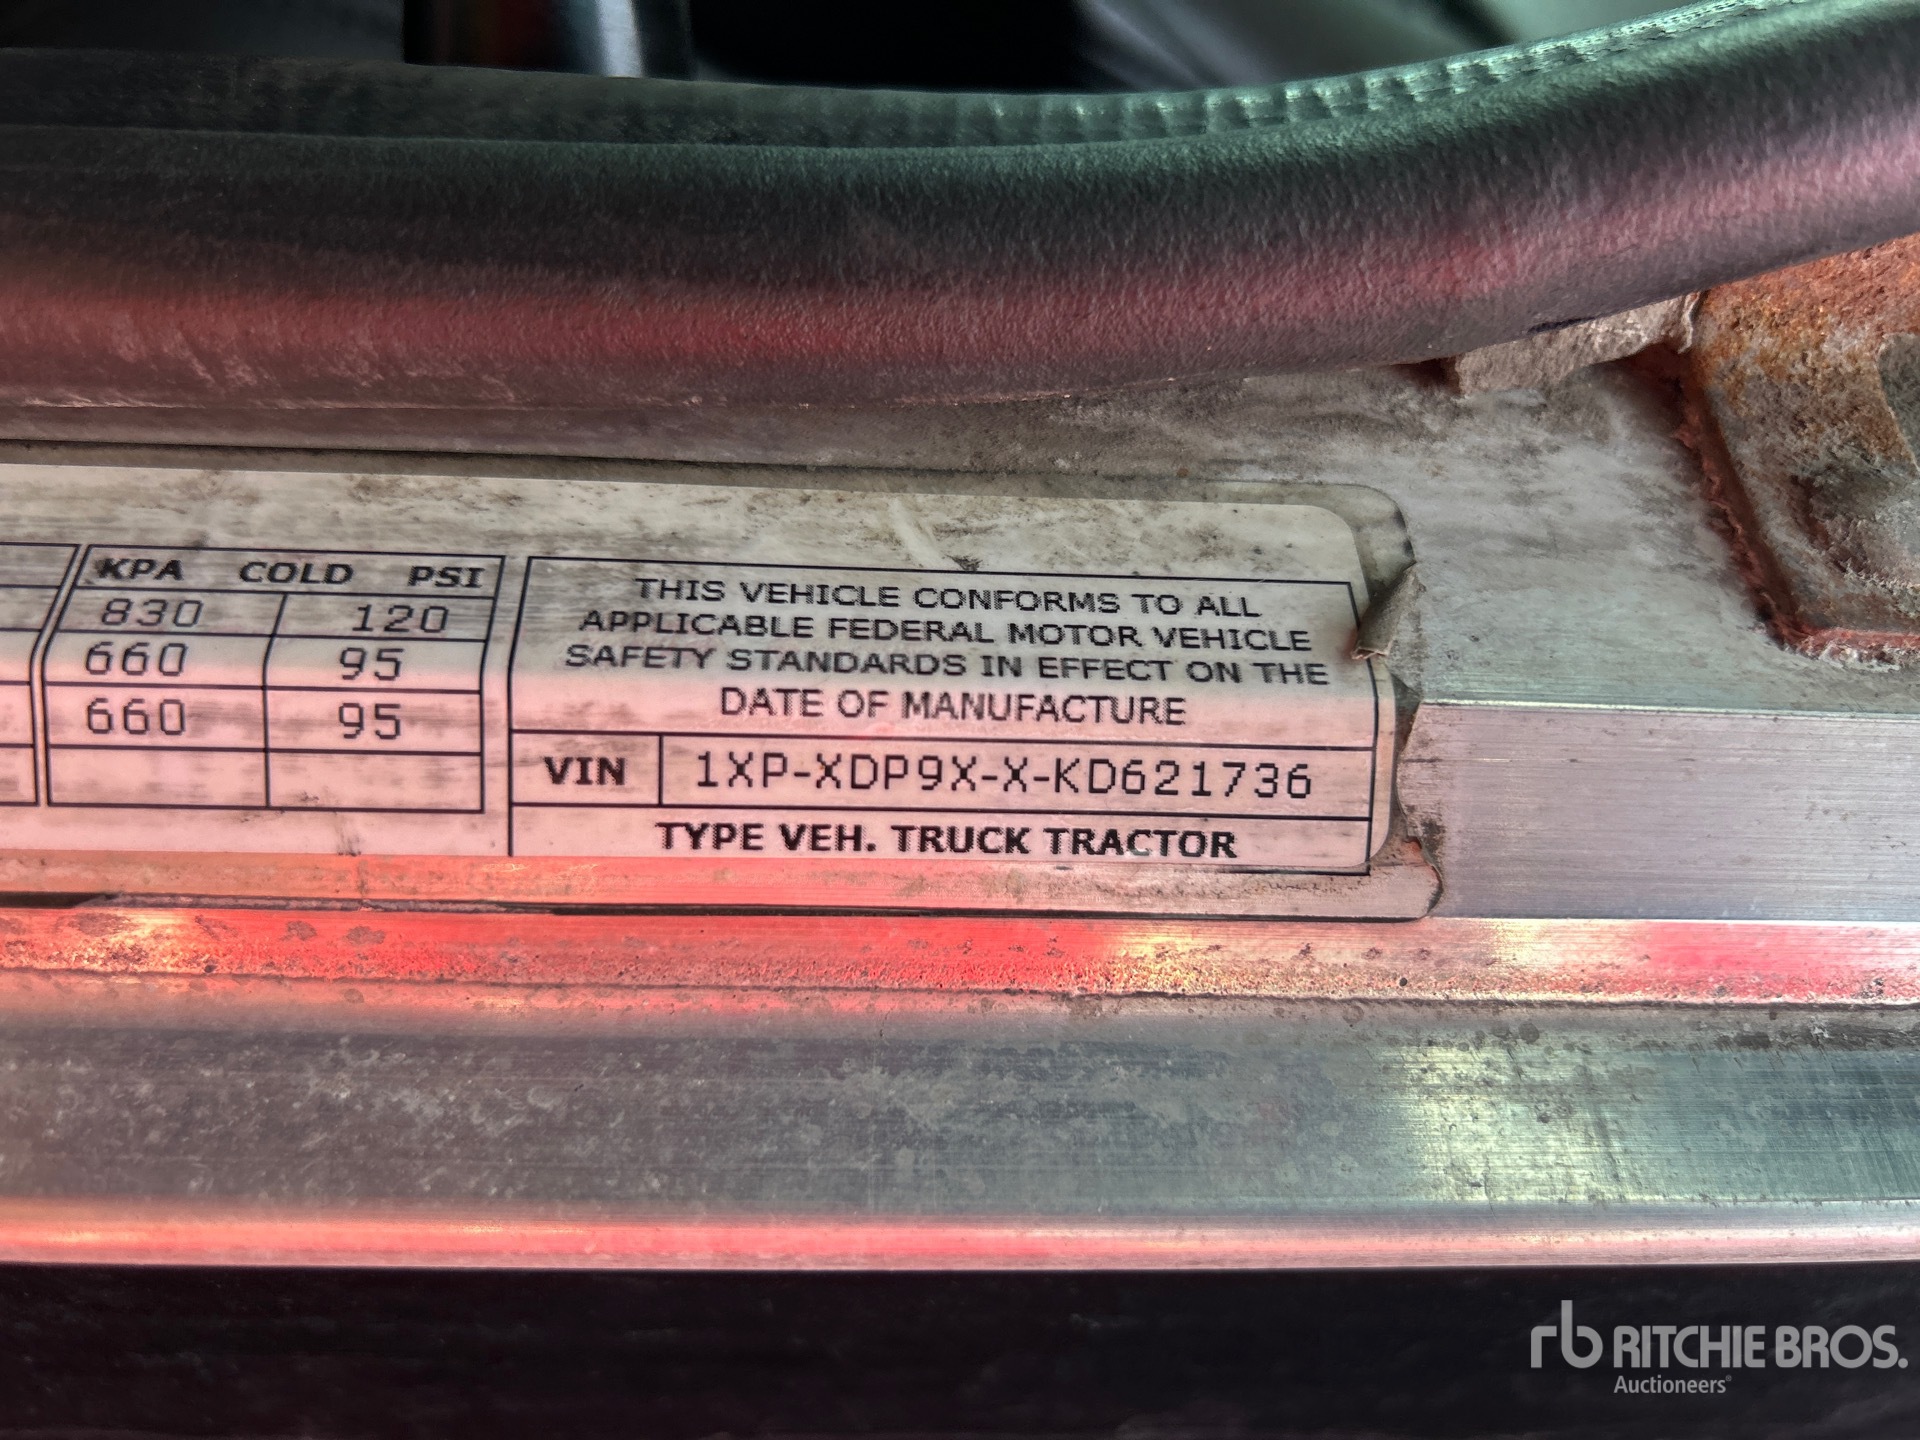 KPA COLD PSI
830 120
660 95
660 95
THIS VEHICLE CONFORMS TO ALL
APPLICABLE FEDERAL MOTOR VEHICLE
SAFETY STANDARDS IN EFFECT ON THE
DATE OF MANUFACTURE
VIN 1XP-XDP9X-X-KD621736
TYPE VEH. TRUCK TRACTOR
rb RITCHIE BROS.
Auctioneers®